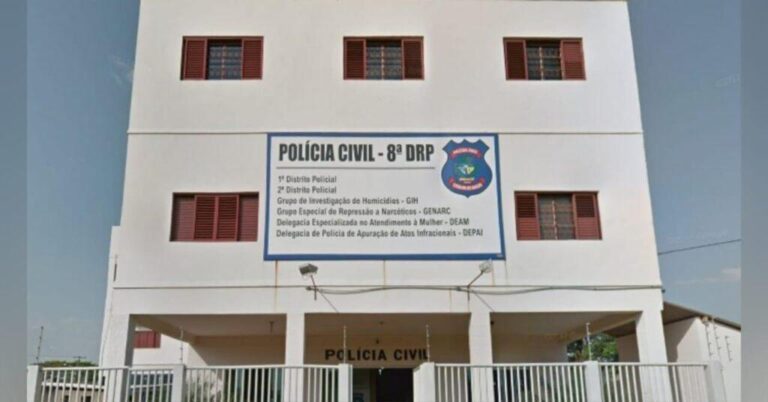 POLÍCIA CIVIL - 8ª DRP
1º Distrito Policial
2º Distrito Policial
Grupo de Investigação de Homicídios - GIH
Grupo Especial de Repressão a Narcóticos - GENARC
Delegacia Especializada no Atendimento à Mulher - DEAM
Delegacia de Polícia de Apuração de Atos Infracionais - DEPAI
POLÍCIA CIVIL